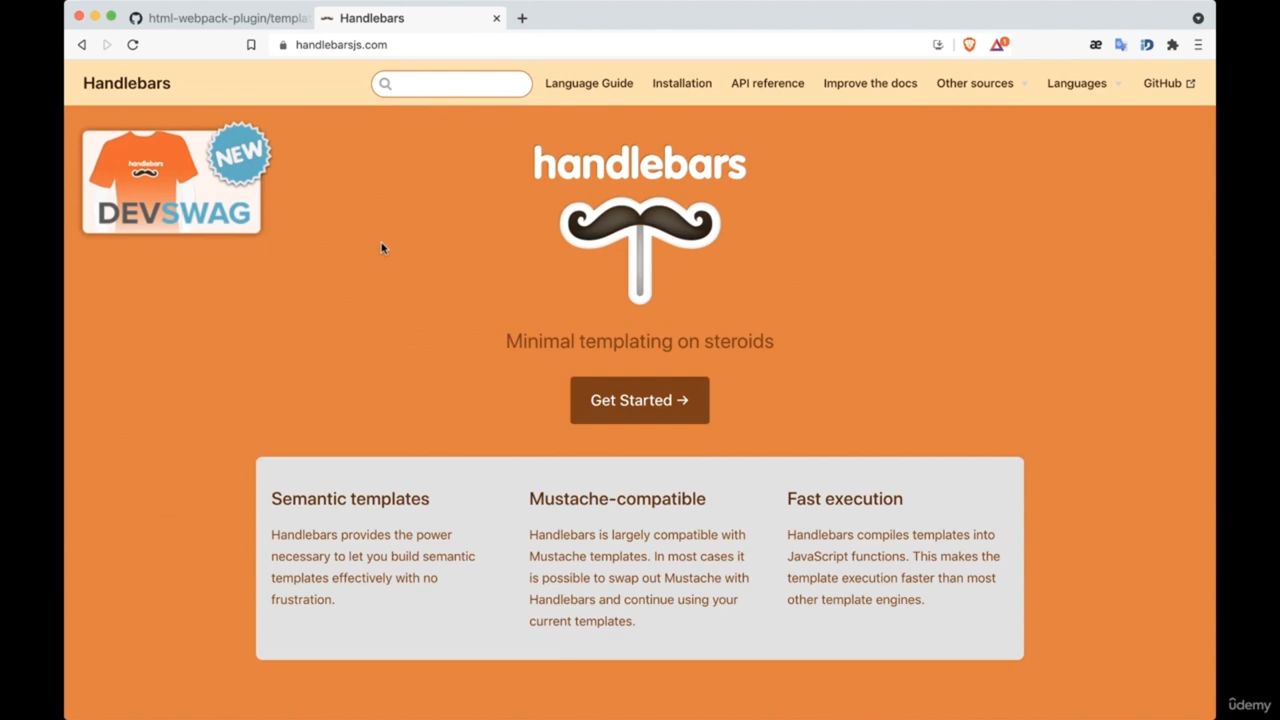 html-webpack-plugin/templa
Handlebars
handlebarsjs.com
1
Handlebars
Language Guide
Installation
API reference
Improve the docs
Other sources
Languages
GitHub
handlebars
NEW
DEVSWAG
handlebars
Minimal templating on steroids
Get Started →
Semantic templates
Handlebars provides the power
necessary to let you build semantic
templates effectively with no
frustration.
Mustache-compatible
Handlebars is largely compatible with
Mustache templates. In most cases it
is possible to swap out Mustache with
Handlebars and continue using your
current templates.
Fast execution
Handlebars compiles templates into
JavaScript functions. This makes the
template execution faster than most
other template engines.
ûdemy